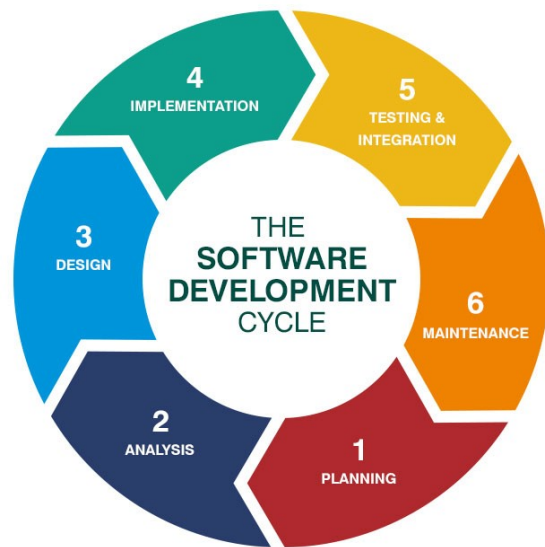 THE
SOFTWARE
DEVELOPMENT
CYCLE
1
PLANNING
2
ANALYSIS
3
DESIGN
4
IMPLEMENTATION
5
TESTING &
INTEGRATION
6
MAINTENANCE